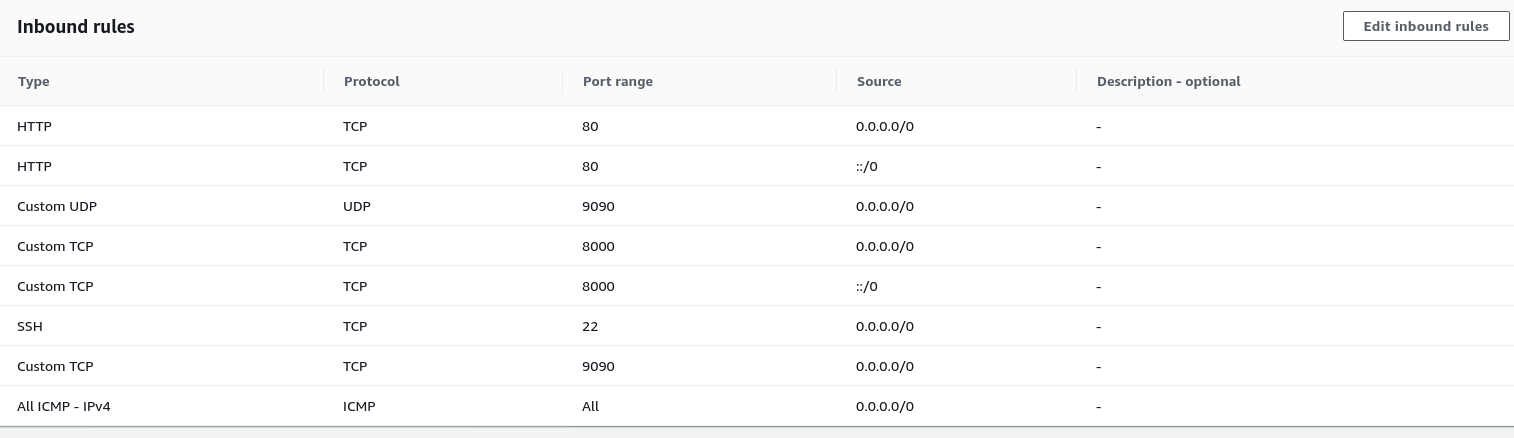 Inbound rules
Edit inbound rules
Type Protocol Port range Source Description - optional
HTTP TCP 80 0.0.0.0/0 -
HTTP TCP 80 ::/0 -
Custom UDP UDP 9090 0.0.0.0/0 -
Custom TCP TCP 8000 0.0.0.0/0 -
Custom TCP TCP 8000 ::/0 -
SSH TCP 22 0.0.0.0/0 -
Custom TCP TCP 9090 0.0.0.0/0 -
All ICMP - IPv4 ICMP All 0.0.0.0/0 -